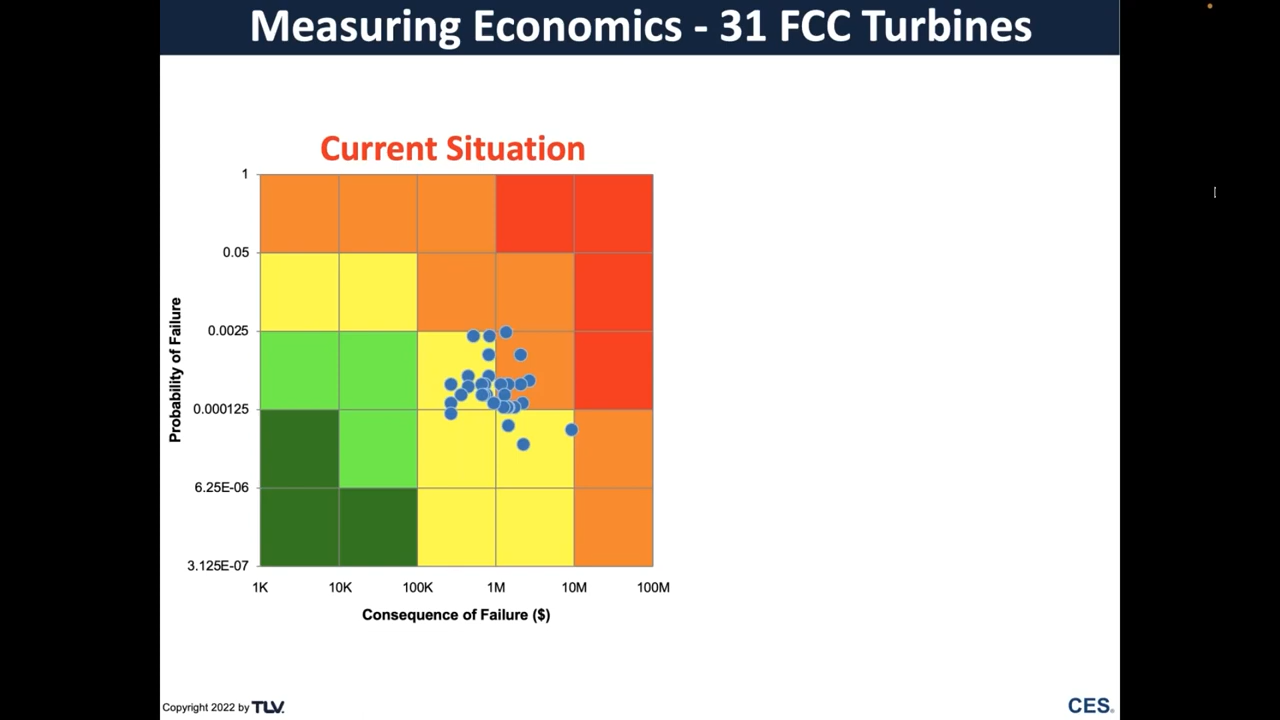 Measuring Economics - 31 FCC Turbines
Current Situation
Probability of Failure
1
0.05
0.0025
0.000125
6.25E-06
3.125E-07
1K 10K 100K 1M 10M 100M
Consequence of Failure ($)
Copyright 2022 by TLV.
CES.